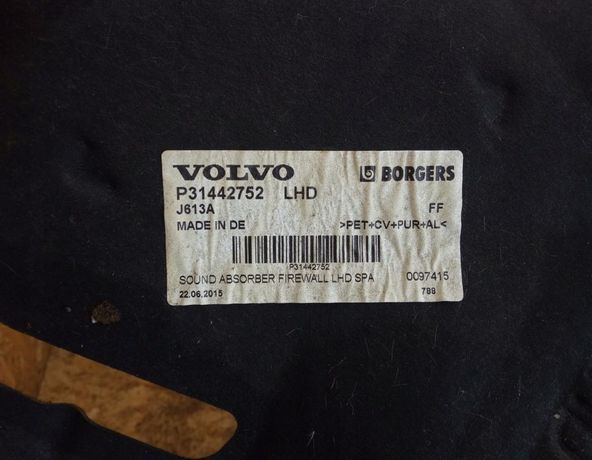 VOLVO BORGERS
P31442752 LHD
J613A FF
MADE IN DE >PET+CV+PUR+AL<
P31442752
SOUND ABSORBER FIREWALL LHD SPA 0097415
22.06.2015 788